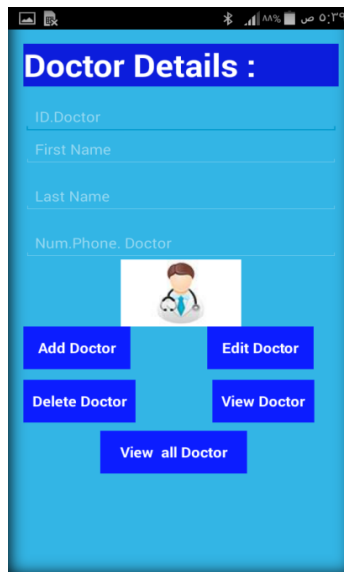 ٨٨% ص ٥:٣٩
Doctor Details :
ID.Doctor
First Name
Last Name
Num.Phone. Doctor
Add Doctor
Edit Doctor
Delete Doctor
View Doctor
View all Doctor